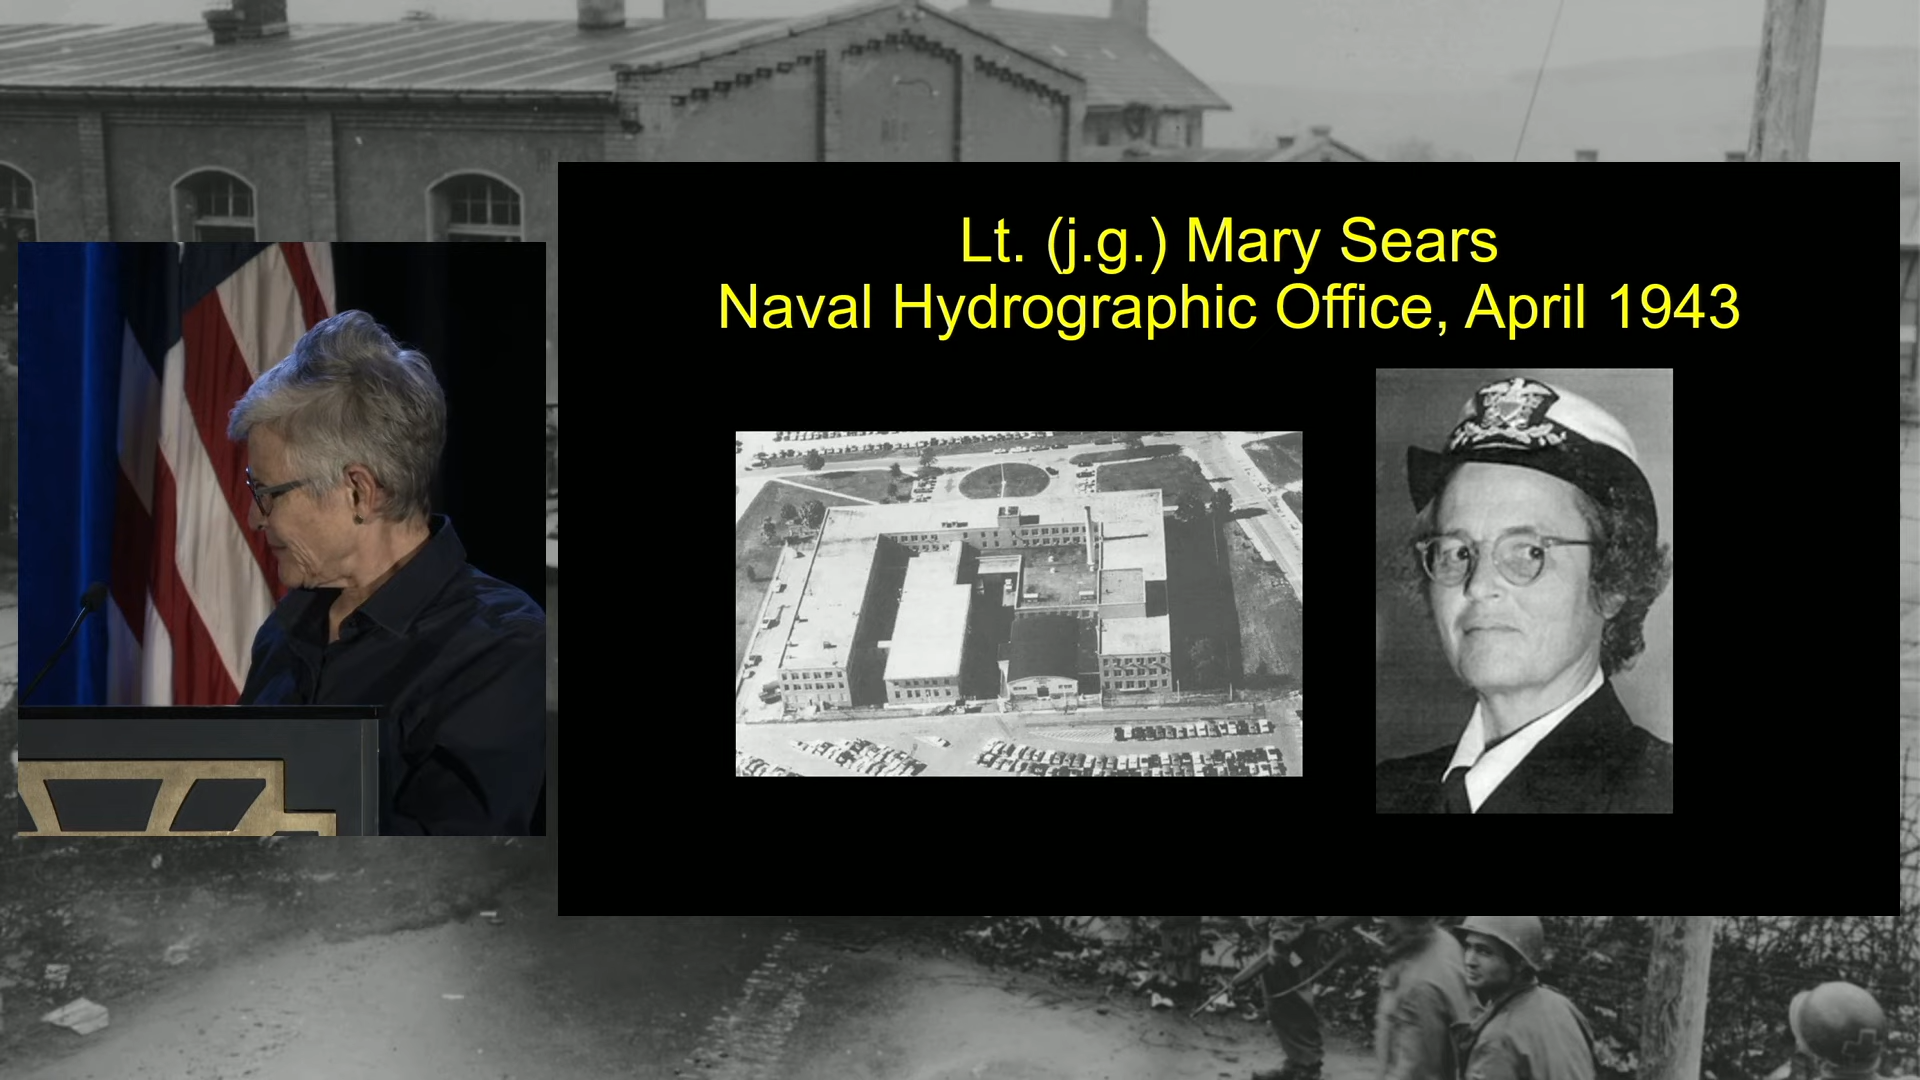 Lt. (j.g.) Mary Sears
Naval Hydrographic Office, April 1943